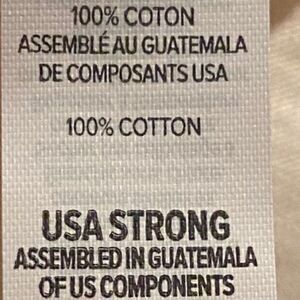 100% COTON
ASSEMBLÉ AU GUATEMALA
DE COMPOSANTS USA
100% COTTON
USA STRONG
ASSEMBLED IN GUATEMALA
OF US COMPONENTS